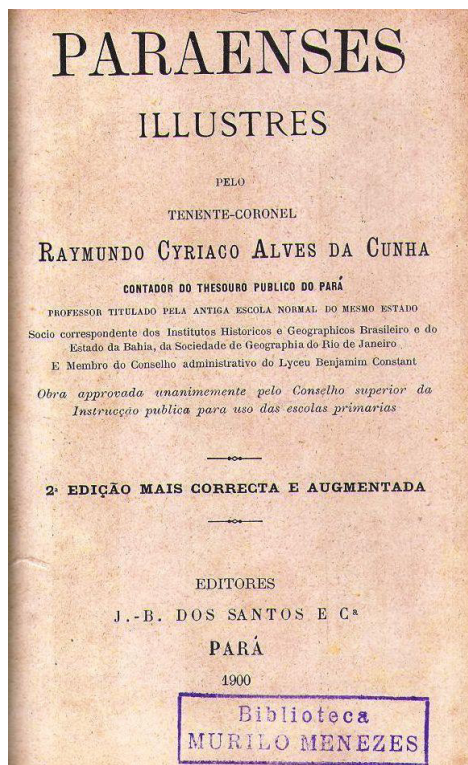 PARAENSES
ILLUSTRES
PELO
TENENTE-CORONEL
RAYMUNDO CYRIACO ALVES DA CUNHA
CONTADOR DO THESOURO PUBLICO DO PARÁ
PROFESSOR TITULADO PELA ANTIGA ESCOLA NORMAL DO MESMO ESTADO
Socio correspondente dos Institutos Historicos e Geographicos Brasileiro e do
Estado da Bahia, da Sociedade de Geographia do Rio de Janeiro
E Membro do Conselho administrativo do Lyceu Benjamim Constant
Obra approvada unanimemente pelo Conselho superior da
Instrucção publica para uso das escolas primarias
2ª EDIÇÃO MAIS CORRECTA E AUGMENTADA
EDITORES
J.-B. DOS SANTOS E Cª
PARÁ
1900
Biblioteca
MURILO MENEZES